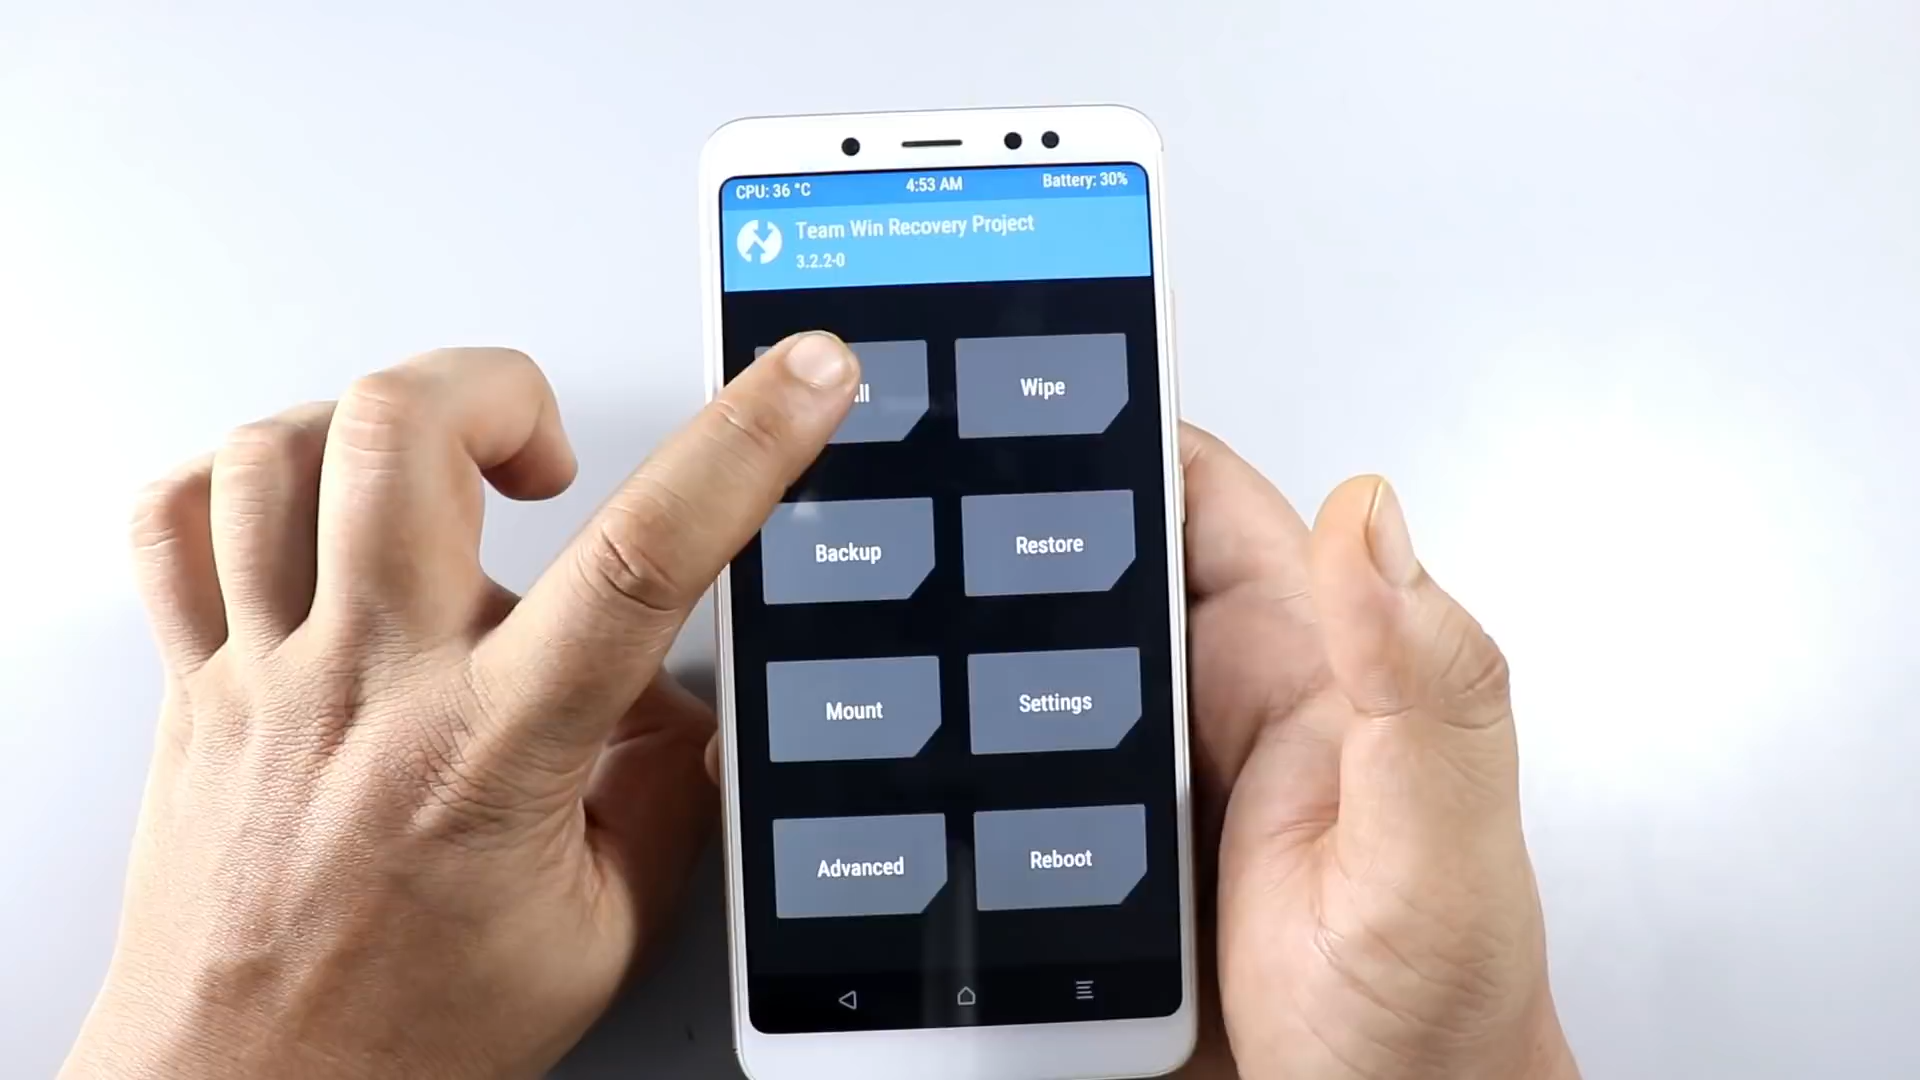 CPU: 36 °C 4:53 AM Battery: 30%
Team Win Recovery Project
3.2.2-0
Wipe
Backup Restore
Mount Settings
Advanced Reboot